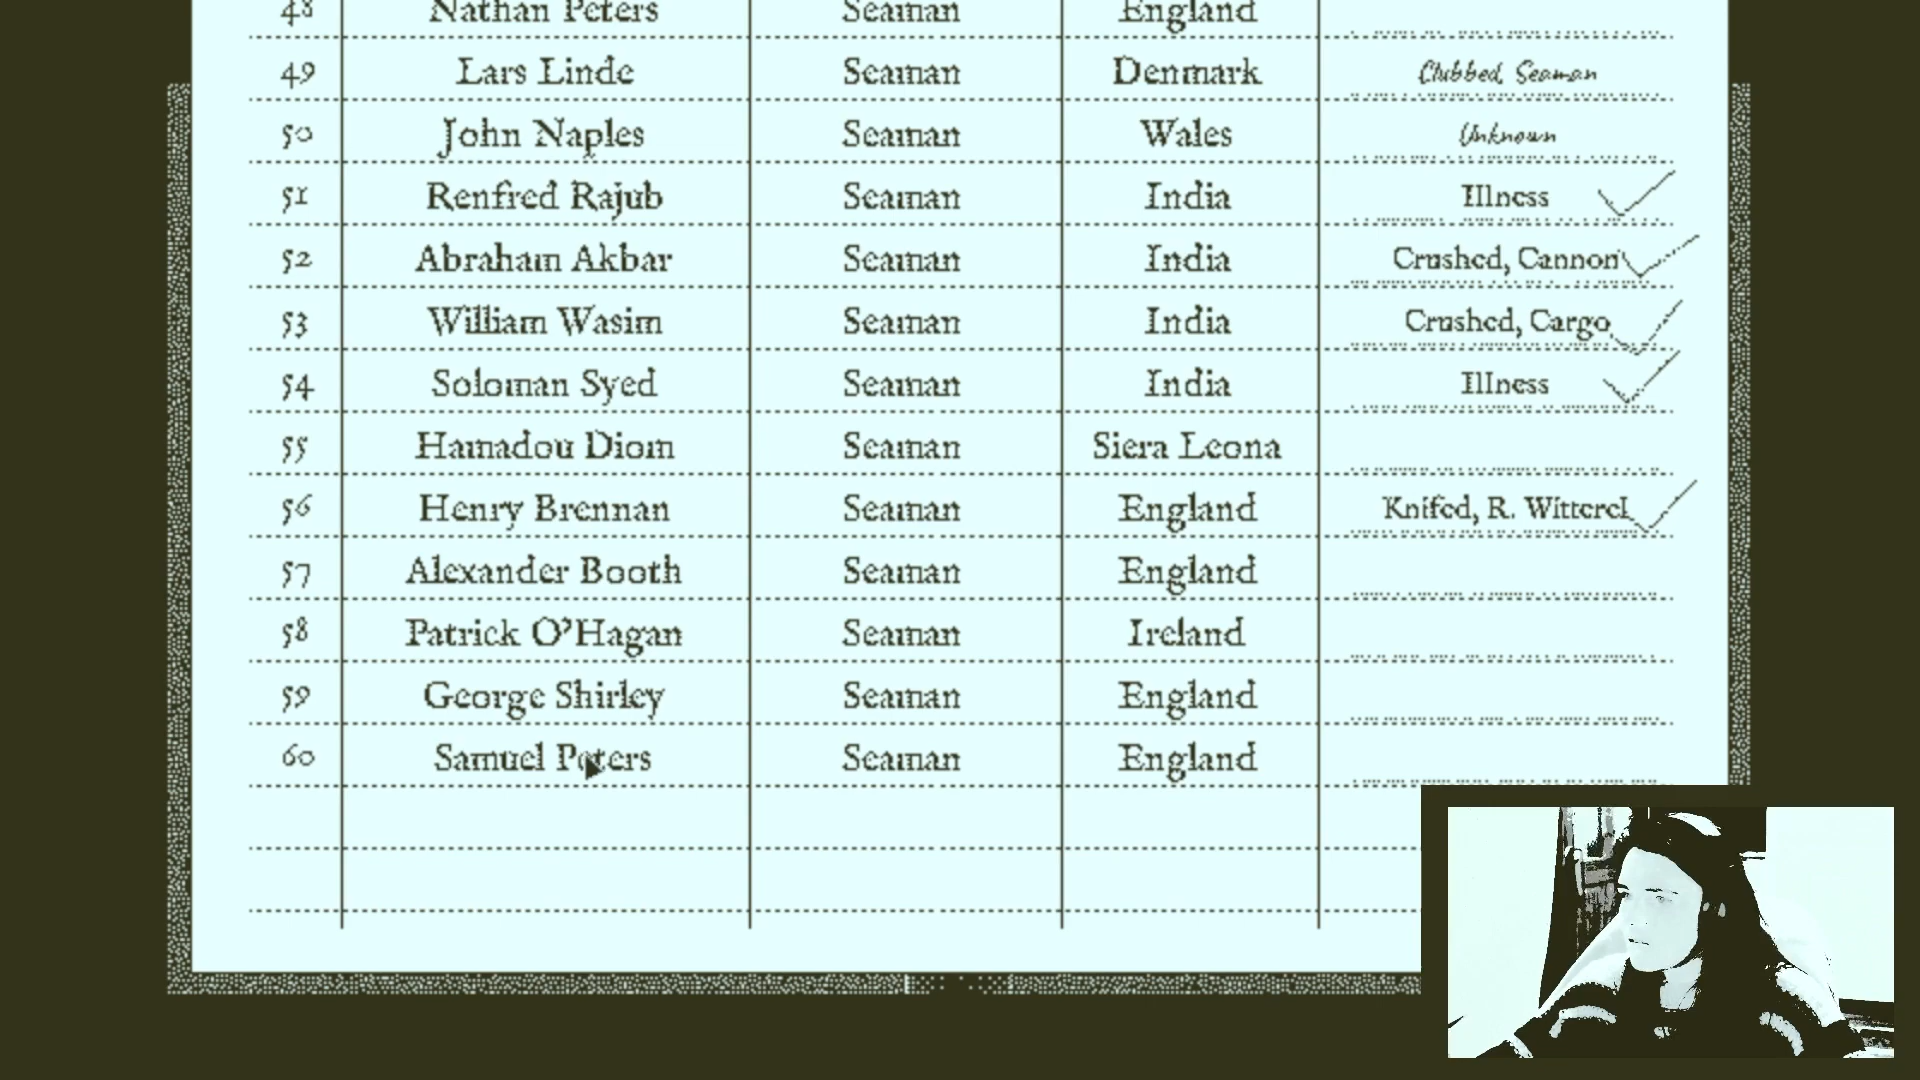 48 Nathan Peters Seaman England
49 Lars Linde Seaman Denmark Clubbed, Seaman
50 John Naples Seaman Wales Unknown
51 Renfred Rajub Seaman India Illness
52 Abraham Akbar Seaman India Crushed, Cannon
53 William Wasim Seaman India Crushed, Cargo
54 Soloman Syed Seaman India Illness
55 Hamadou Diom Seaman Siera Leona
56 Henry Brennan Seaman England Knifed, R. Witterel
57 Alexander Booth Seaman England
58 Patrick O'Hagan Seaman Ireland
59 George Shirley Seaman England
60 Samuel Peters Seaman England